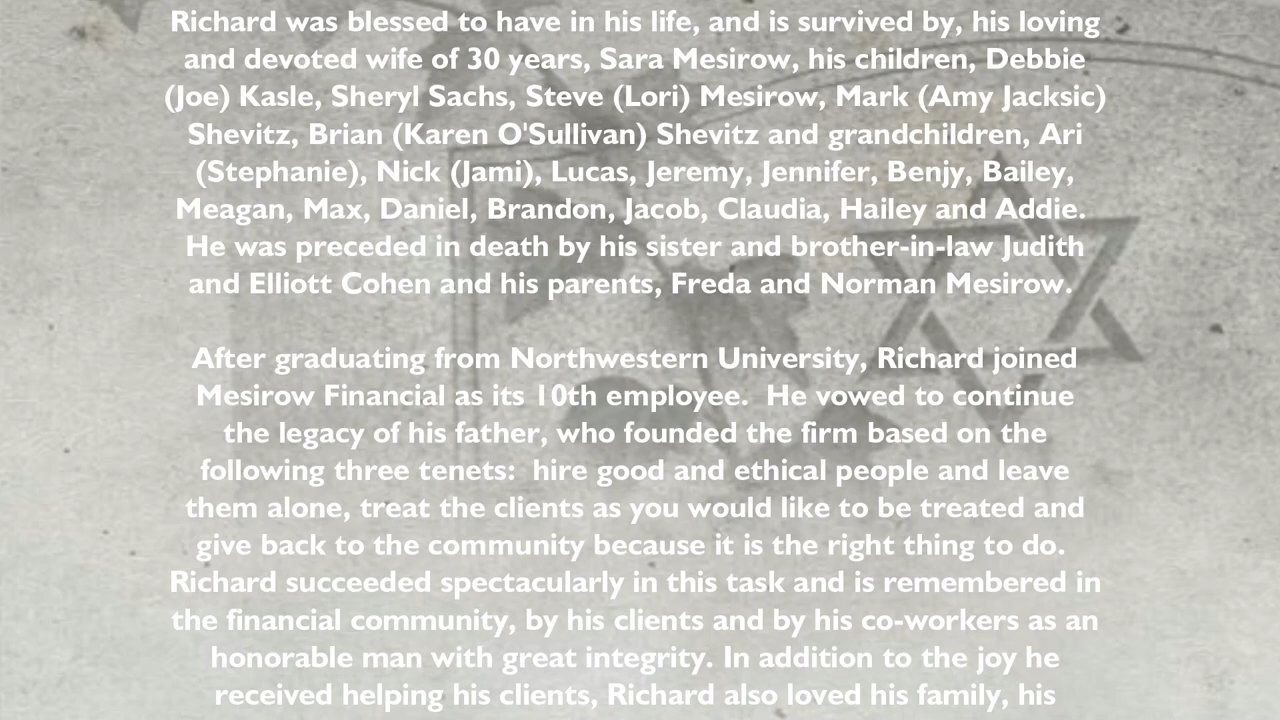 Richard was blessed to have in his life, and is survived by, his loving
and devoted wife of 30 years, Sara Mesirow, his children, Debbie
(Joe) Kasle, Sheryl Sachs, Steve (Lori) Mesirow, Mark (Amy Jacksic)
Shevitz, Brian (Karen O'Sullivan) Shevitz and grandchildren, Ari
(Stephanie), Nick (Jami), Lucas, Jeremy, Jennifer, Benjy, Bailey,
Meagan, Max, Daniel, Brandon, Jacob, Claudia, Hailey and Addie.
He was preceded in death by his sister and brother-in-law Judith
and Elliott Cohen and his parents, Freda and Norman Mesirow.
After graduating from Northwestern University, Richard joined
Mesirow Financial as its 10th employee.  He vowed to continue
the legacy of his father, who founded the firm based on the
following three tenets:  hire good and ethical people and leave
them alone, treat the clients as you would like to be treated and
give back to the community because it is the right thing to do.
Richard succeeded spectacularly in this task and is remembered in
the financial community, by his clients and by his co-workers as an
honorable man with great integrity. In addition to the joy he
received helping his clients, Richard also loved his family, his